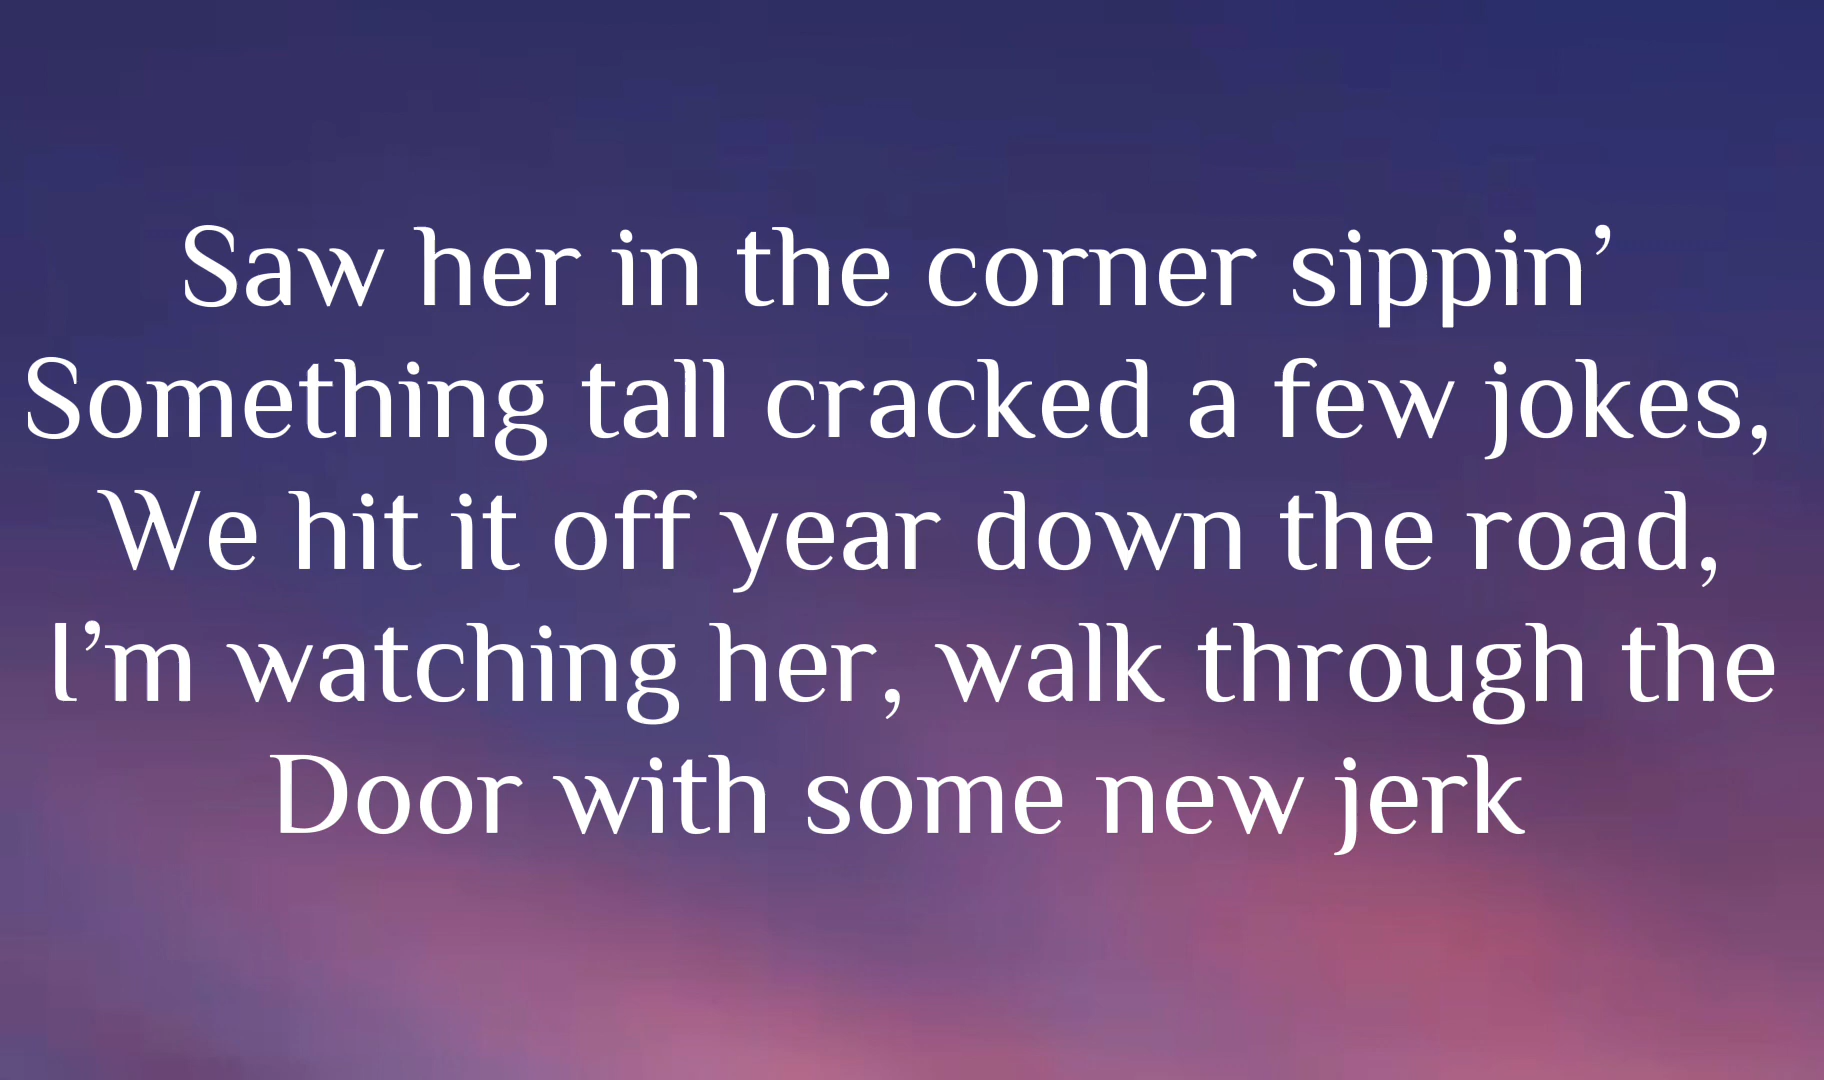 Saw her in the corner sippin’
Something tall cracked a few jokes,
We hit it off year down the road,
I’m watching her, walk through the
Door with some new jerk